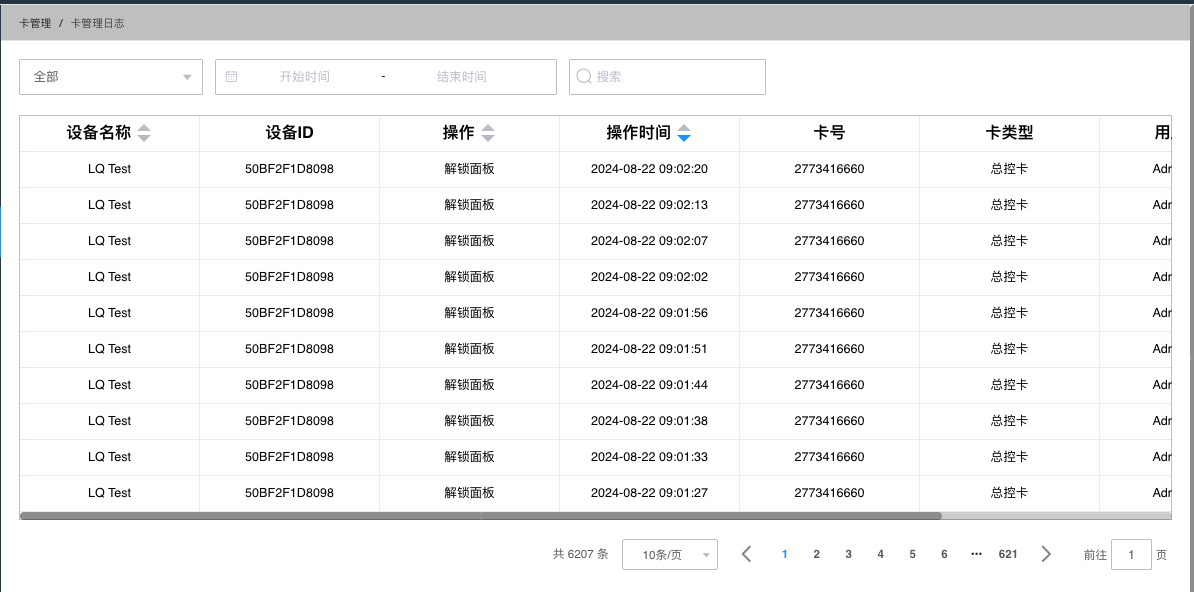 卡管理 / 卡管理日志
全部 开始时间 - 结束时间 搜索
设备名称 设备ID 操作 操作时间 卡号 卡类型 用
LQ Test 50BF2F1D8098 解锁面板 2024-08-22 09:02:20 2773416660 总控卡 Adr
LQ Test 50BF2F1D8098 解锁面板 2024-08-22 09:02:13 2773416660 总控卡 Adr
LQ Test 50BF2F1D8098 解锁面板 2024-08-22 09:02:07 2773416660 总控卡 Adr
LQ Test 50BF2F1D8098 解锁面板 2024-08-22 09:02:02 2773416660 总控卡 Adr
LQ Test 50BF2F1D8098 解锁面板 2024-08-22 09:01:56 2773416660 总控卡 Adr
LQ Test 50BF2F1D8098 解锁面板 2024-08-22 09:01:51 2773416660 总控卡 Adr
LQ Test 50BF2F1D8098 解锁面板 2024-08-22 09:01:44 2773416660 总控卡 Adr
LQ Test 50BF2F1D8098 解锁面板 2024-08-22 09:01:38 2773416660 总控卡 Adr
LQ Test 50BF2F1D8098 解锁面板 2024-08-22 09:01:33 2773416660 总控卡 Adr
LQ Test 50BF2F1D8098 解锁面板 2024-08-22 09:01:27 2773416660 总控卡 Adr
共 6207 条 10条/页 1 2 3 4 5 6 ••• 621 前往 1 页